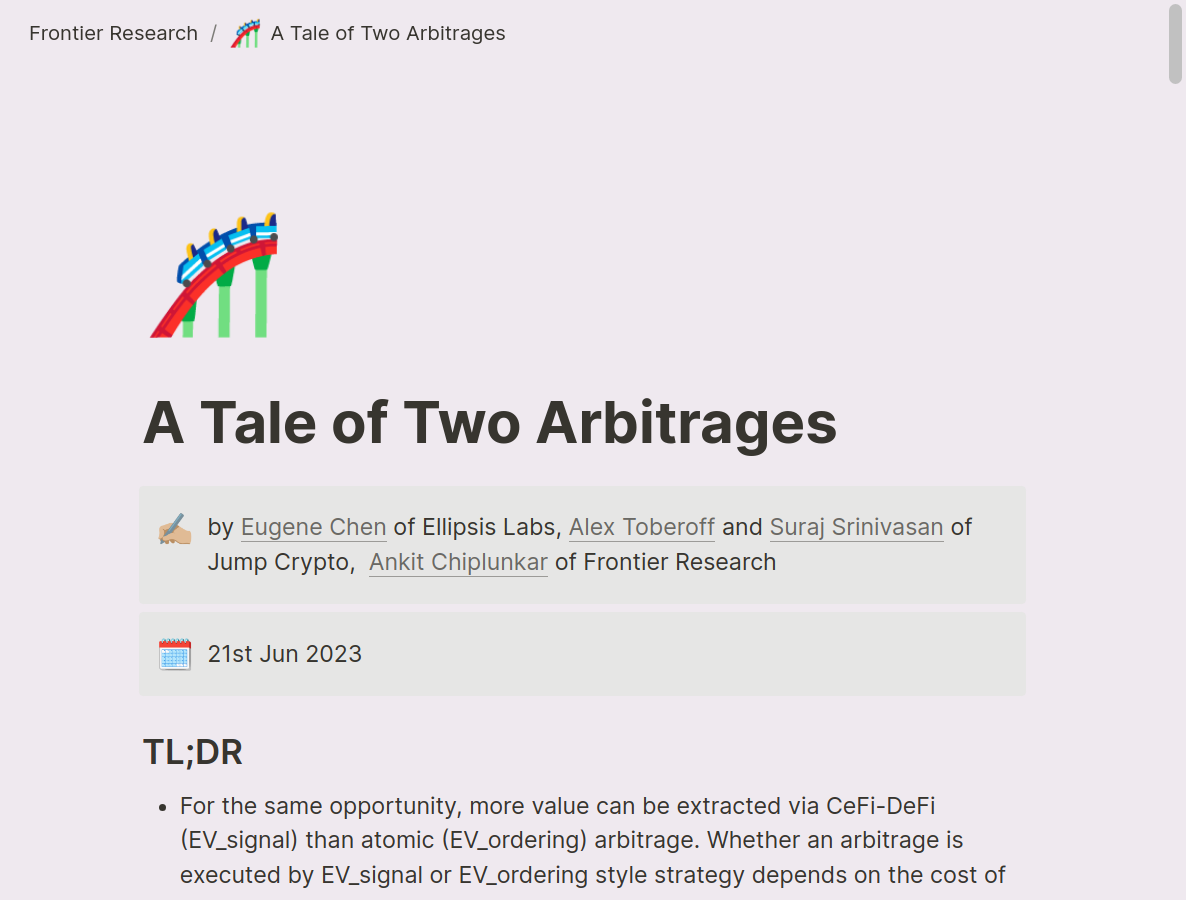 Frontier Research / A Tale of Two Arbitrages
A Tale of Two Arbitrages
by Eugene Chen of Ellipsis Labs, Alex Toberoff and Suraj Srinivasan of
Jump Crypto, Ankit Chiplunkar of Frontier Research
21st Jun 2023
TL;DR
• For the same opportunity, more value can be extracted via CeFi-DeFi
(EV_signal) than atomic (EV_ordering) arbitrage. Whether an arbitrage is
executed by EV_signal or EV_ordering style strategy depends on the cost of